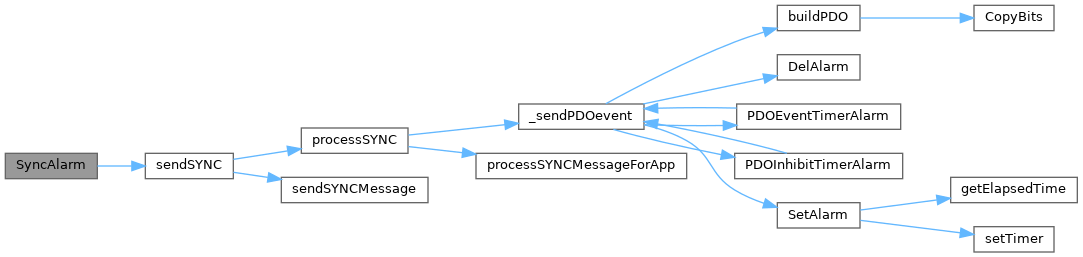 SyncAlarm
sendSYNC
processSYNC
sendSYNCMessage
_sendPDOevent
processSYNCMessageForApp
buildPDO
DelAlarm
PDOEventTimerAlarm
PDOInhibitTimerAlarm
SetAlarm
CopyBits
getElapsedTime
setTimer